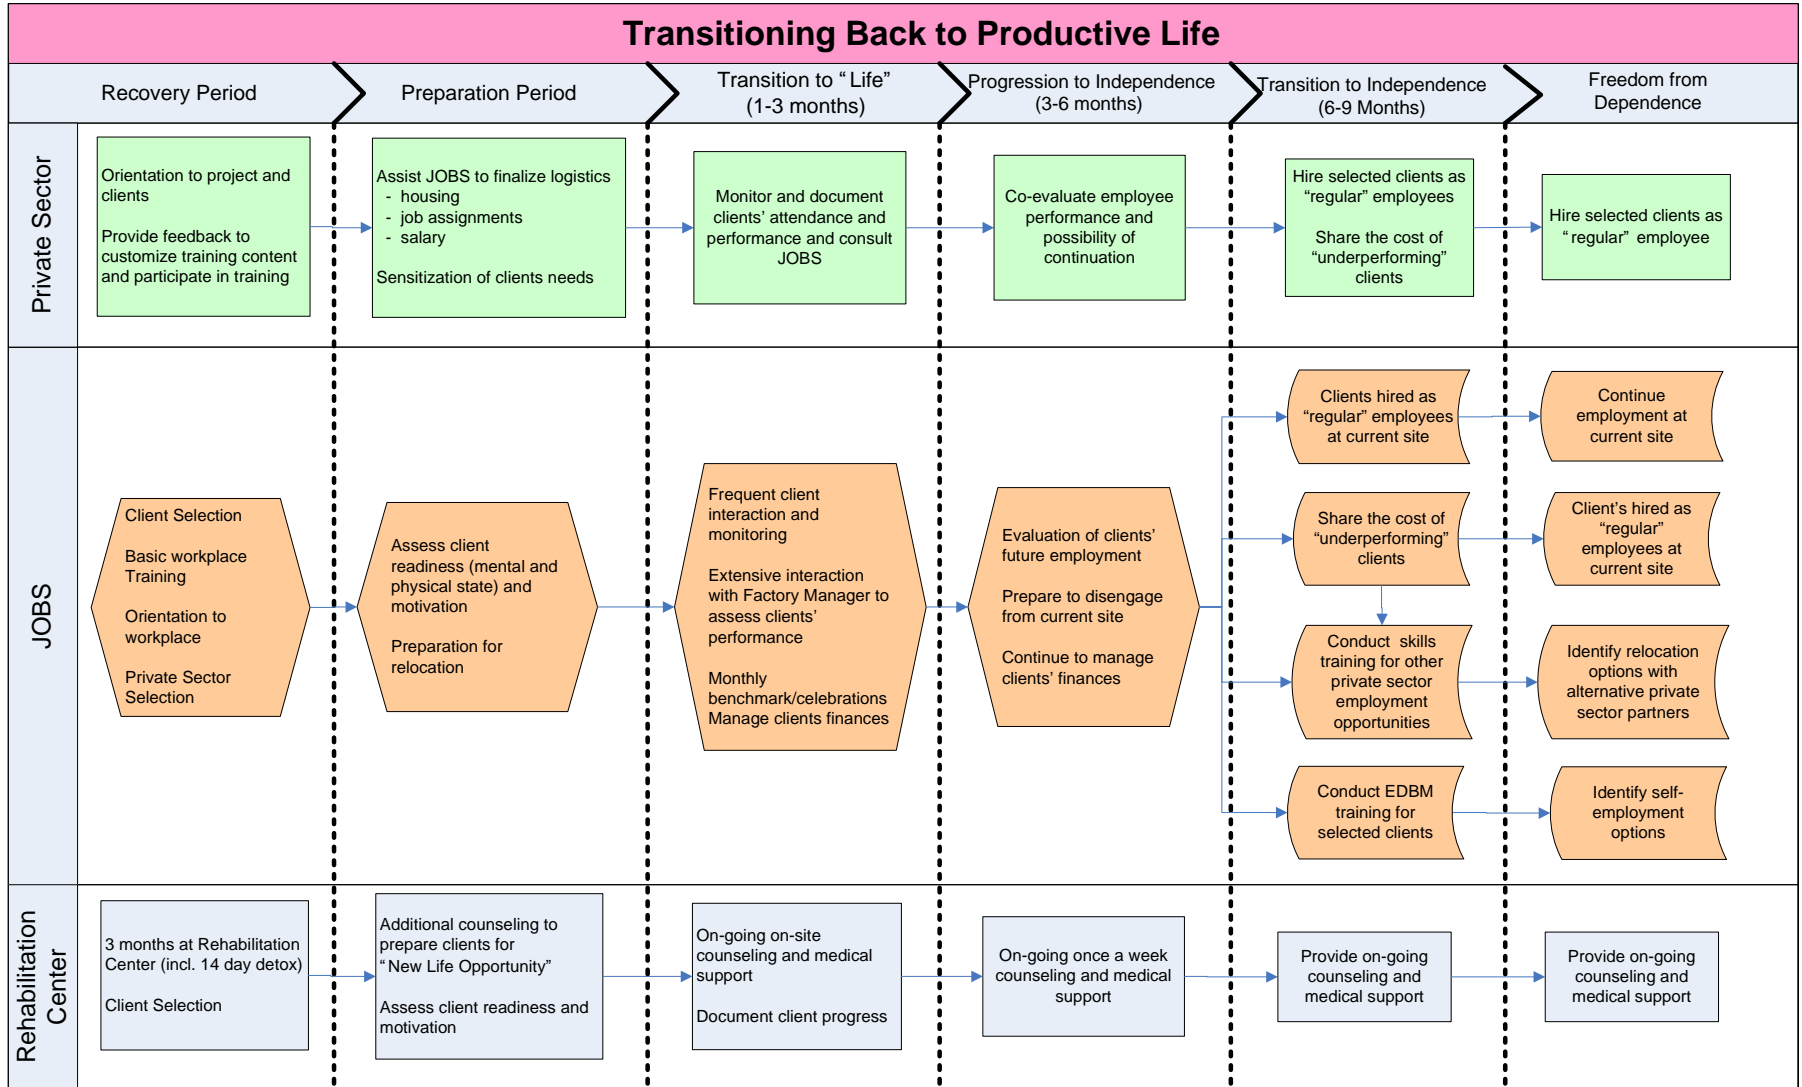 Transitioning Back to Productive Life
Recovery Period
Preparation Period
Transition to “ Life”
(1-3 months)
Progression to Independence
(3-6 months)
Transition to Independence
(6-9 Months)
Freedom from
Dependence
Private Sector
Orientation to project and
clients
Provide feedback to
customize training content
and participate in training
Assist JOBS to finalize logistics
- housing
- job assignments
- salary
Sensitization of clients needs
Monitor and document
clients’ attendance and
performance and consult
JOBS
Co-evaluate employee
performance and
possibility of
continuation
Hire selected clients as
“regular” employees
Share the cost of
“underperforming”
clients
Hire selected clients as
“ regular” employee
JOBS
Client Selection
Basic workplace
Training
Orientation to
workplace
Private Sector
Selection
Assess client
readiness (mental and
physical state) and
motivation
Preparation for
relocation
Frequent client
interaction and
monitoring
Extensive interaction
with Factory Manager to
assess clients’
performance
Monthly
benchmark/celebrations
Manage clients finances
Evaluation of clients’
future employment
Prepare to disengage
from current site
Continue to manage
clients’ finances
Clients hired as
“regular” employees
at current site
Continue
employment at
current site
Share the cost of
“underperforming”
clients
Client’s hired as
“regular”
employees at
current site
Conduct skills
training for other
private sector
employment
opportunities
Identify relocation
options with
alternative private
sector partners
Conduct EDBM
training for
selected clients
Identify self-
employment
options
Rehabilitation
Center
3 months at Rehabilitation
Center (incl. 14 day detox)
Client Selection
Additional counseling to
prepare clients for
“ New Life Opportunity”
Assess client readiness and
motivation
On-going on-site
counseling and medical
support
Document client progress
On-going once a week
counseling and medical
support
Provide on-going
counseling and
medical support
Provide on-going
counseling and
medical support